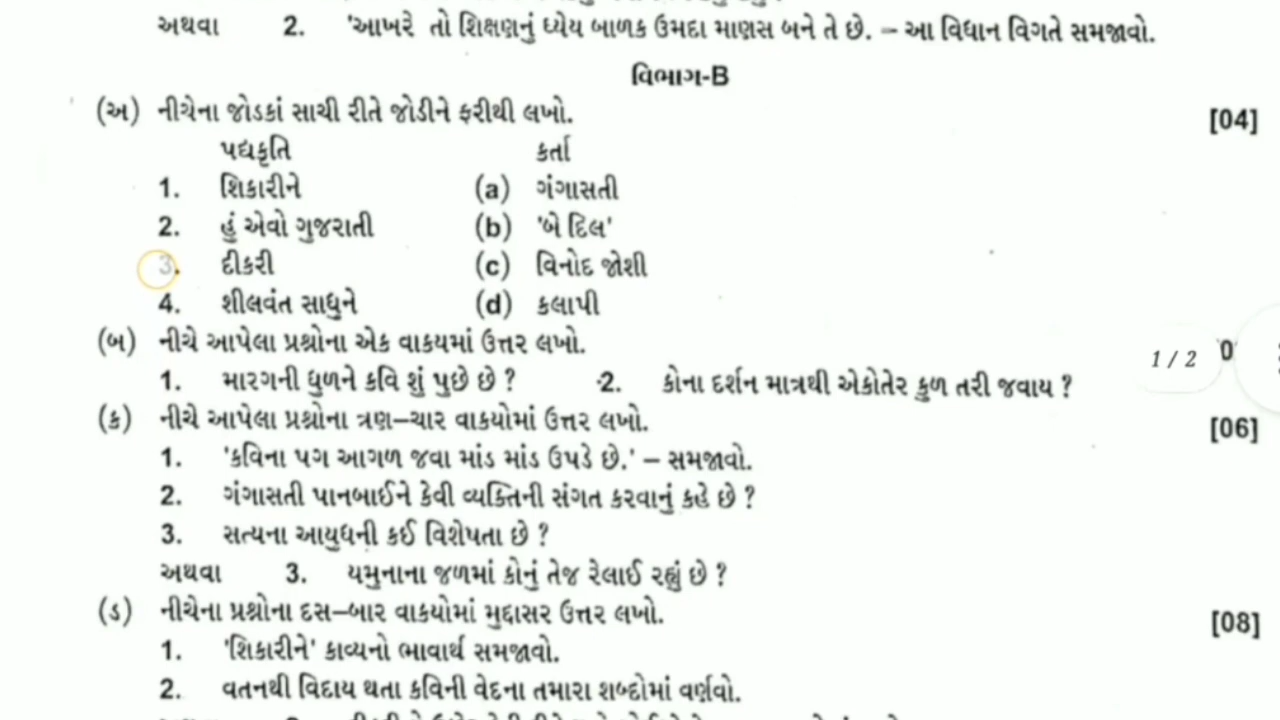 અથવા 2. 'આખરે તો શિક્ષણનું ધ્યેય બાળક ઉમદા માણસ બને તે છે. – આ વિધાન વિગતે સમજાવો.
વિભાગ-B
(અ) નીચેના જોડકાં સાચી રીતે જોડીને ફરીથી લખો. [04]
પદ્યકૃતિ કર્તા
1. શિકારીને (a) ગંગાસતી
2. હું એવો ગુજરાતી (b) 'બે દિલ'
3. દીકરી (c) વિનોદ જોશી
4. શીલવંત સાધુને (d) કલાપી
(બ) નીચે આપેલા પ્રશ્નોના એક વાકયમાં ઉત્તર લખો.
1 / 2
1. મારગની ધુળને કવિ શું પુછે છે ? 2. કોના દર્શન માત્રથી એકોતેર કુળ તરી જવાય ?
(ક) નીચે આપેલા પ્રશ્નોના ત્રણ–ચાર વાકયોમાં ઉત્તર લખો. [06]
1. 'કવિના પગ આગળ જવા માંડ માંડ ઉપડે છે.' – સમજાવો.
2. ગંગાસતી પાનબાઈને કેવી વ્યક્તિની સંગત કરવાનું કહે છે ?
3. સત્યના આયુધની કઈ વિશેષતા છે ?
અથવા 3. યમુનાના જળમાં કોનું તેજ રેલાઈ રહ્યું છે ?
(ડ) નીચેના પ્રશ્નોના દસ–બાર વાકયોમાં મુદ્દાસર ઉત્તર લખો. [08]
1. 'શિકારીને' કાવ્યનો ભાવાર્થ સમજાવો.
2. વતનથી વિદાય થતા કવિની વેદના તમારા શબ્દોમાં વર્ણવો.